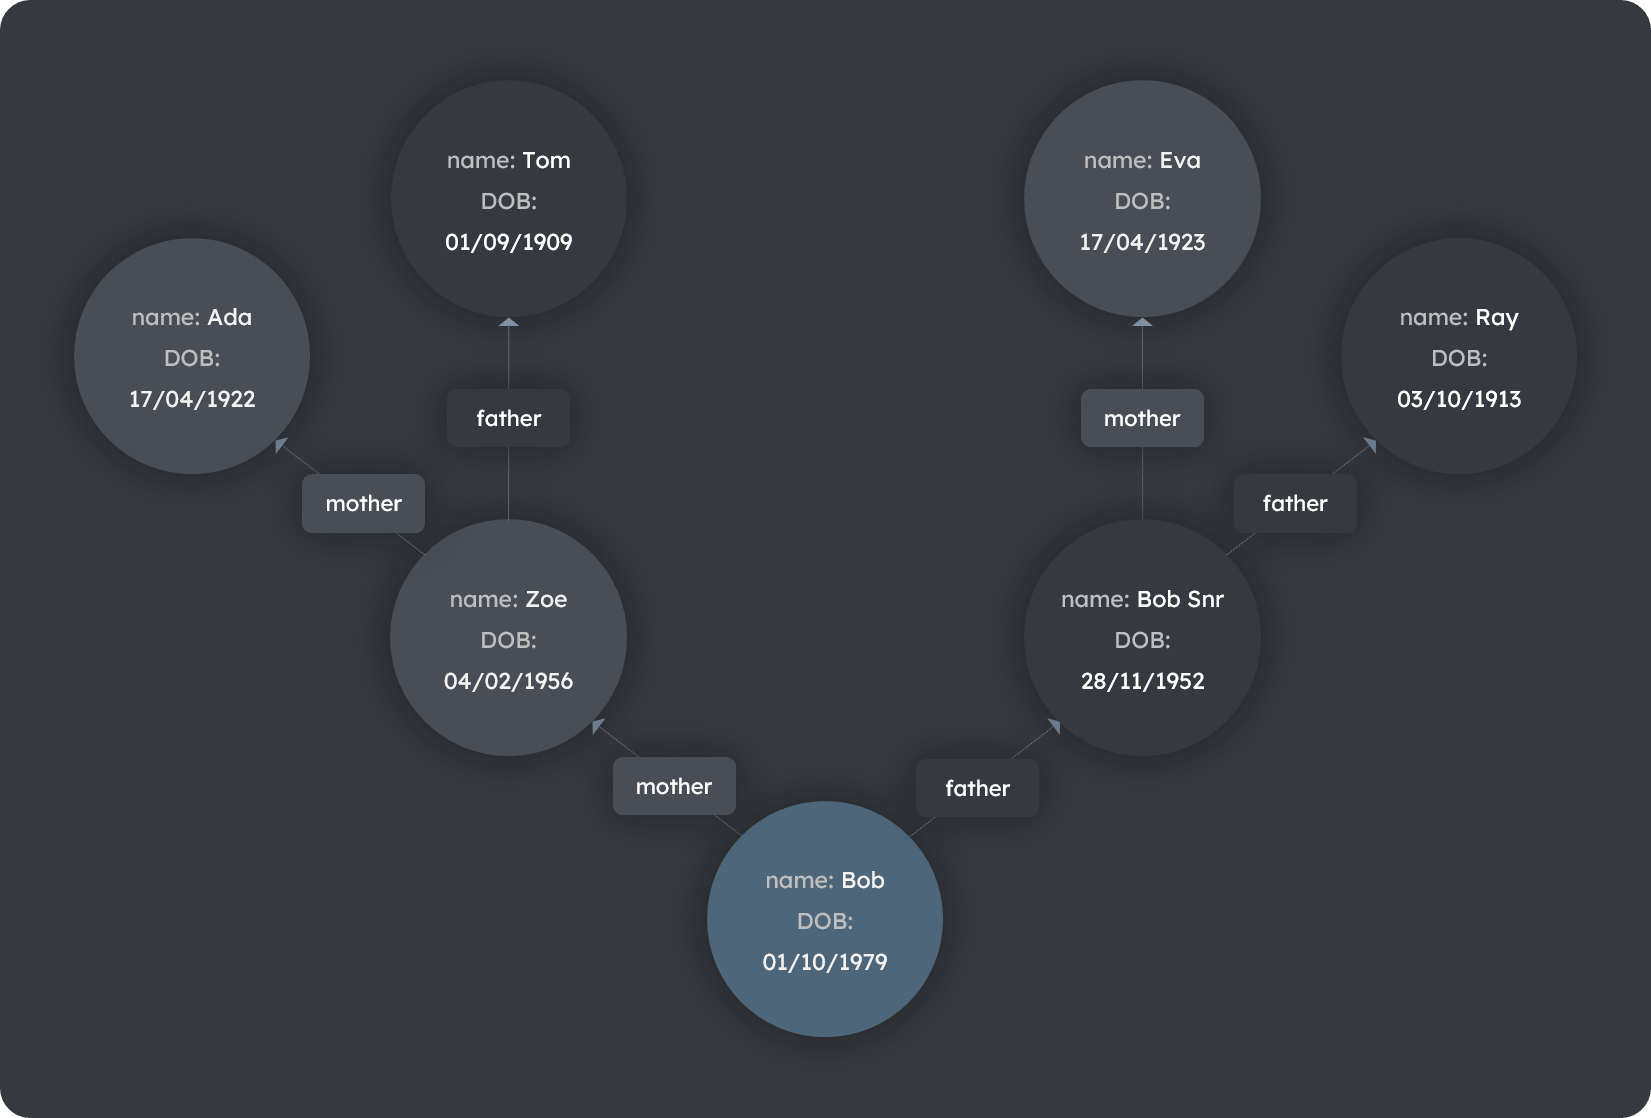 name: Tom
DOB:
01/09/1909
name: Eva
DOB:
17/04/1923
name: Ada
DOB:
17/04/1922
name: Ray
DOB:
03/10/1913
father
mother
mother
father
name: Zoe
DOB:
04/02/1956
name: Bob Snr
DOB:
28/11/1952
mother
father
name: Bob
DOB:
01/10/1979